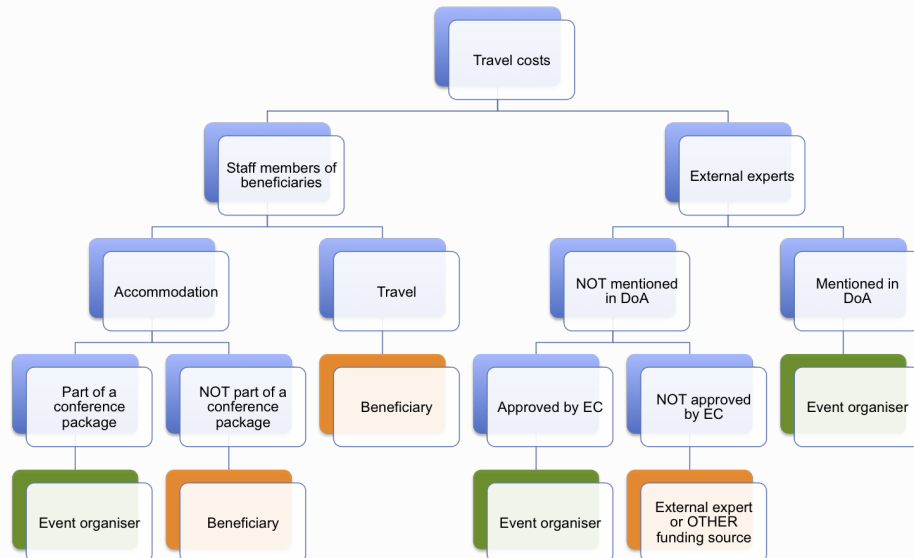 Travel costs
Staff members of
beneficiaries
External experts
Accommodation
Travel
NOT mentioned
in DoA
Mentioned in
DoA
Part of a
conference
package
NOT part of a
conference
package
Beneficiary
Approved by EC
NOT approved
by EC
Event organiser
Event organiser
Beneficiary
Event organiser
External expert
or OTHER
funding source